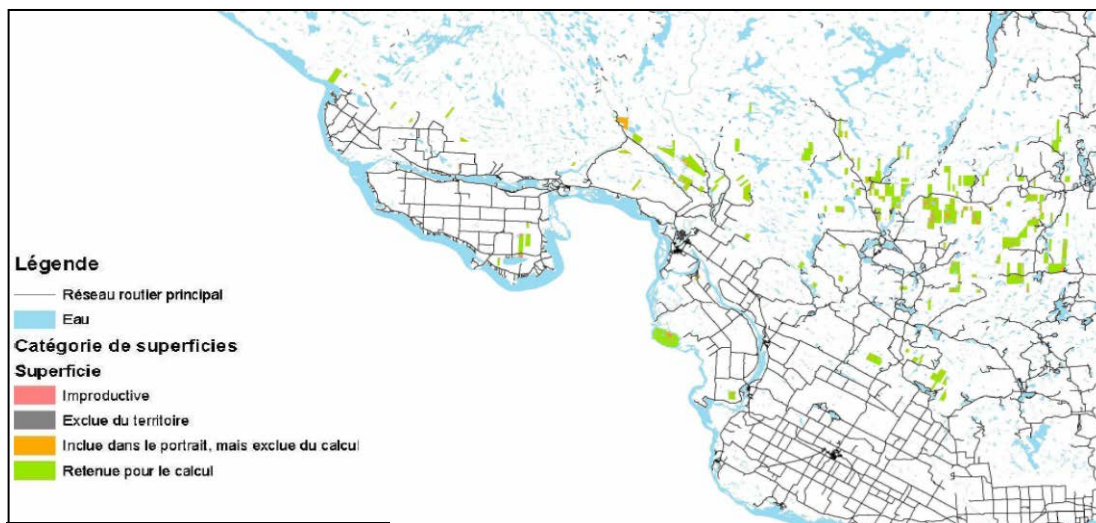 Légende
Réseau routier principal
Eau
Catégorie de superficies
Superficie
Improductive
Exclue du territoire
Inclue dans le portrait, mais exclue du calcul
Retenue pour le calcul